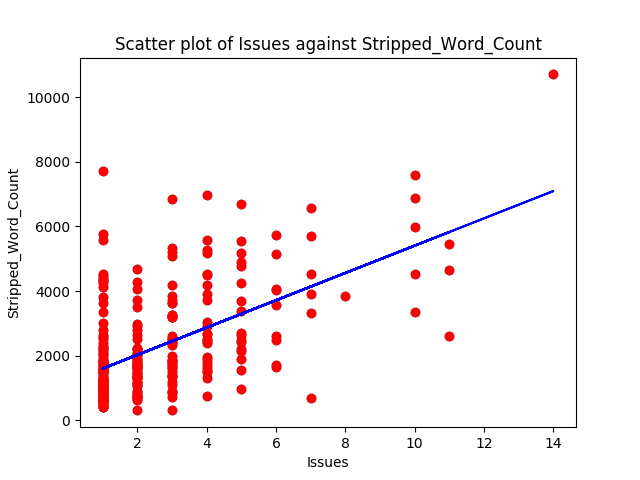 Scatter plot of Issues against Stripped_Word_Count
10000
8000
6000
4000
2000
0
Stripped_Word_Count
2 4 6 8 10 12 14
Issues